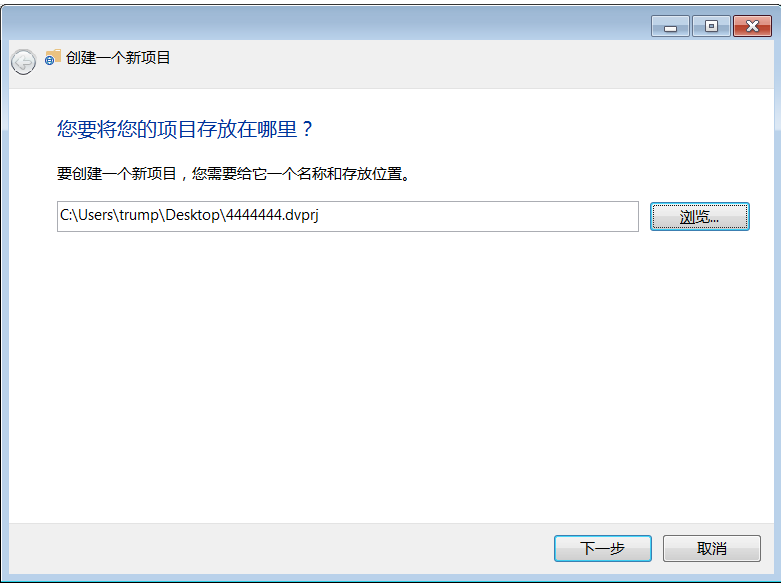 创建一个新项目
您要将您的项目存放在哪里？
要创建一个新项目，您需要给它一个名称和存放位置。
C:\Users\trump\Desktop\4444444.dvprj
浏览...
下一步
取消